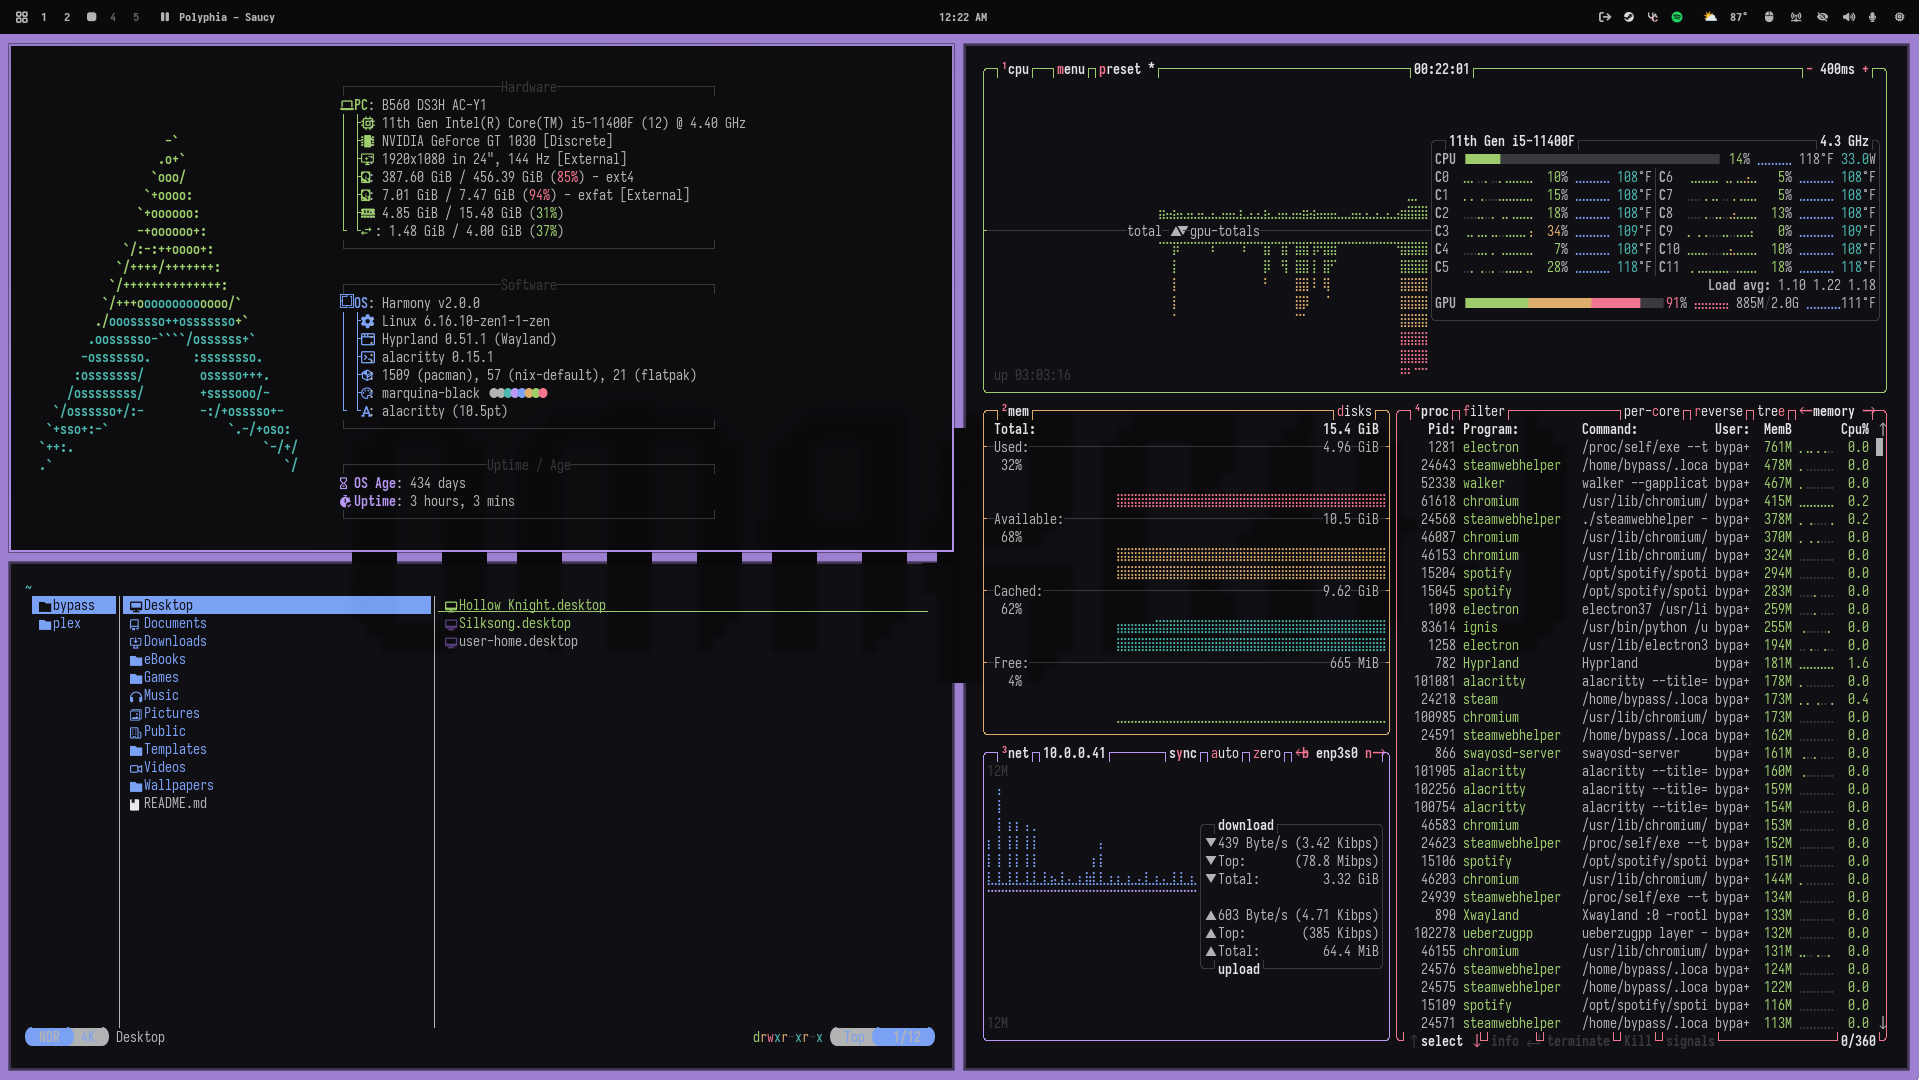 1 2 4 5 Polyphia - Saucy
12:22 AM
87°
Hardware
PC: B560 DS3H AC-Y1
11th Gen Intel(R) Core(TM) i5-11400F (12) @ 4.40 GHz
NVIDIA GeForce GT 1030 [Discrete]
1920x1080 in 24", 144 Hz [External]
387.60 GiB / 456.39 GiB (85%) - ext4
7.01 GiB / 7.47 GiB (94%) - exfat [External]
4.85 GiB / 15.48 GiB (31%)
: 1.48 GiB / 4.00 GiB (37%)
Software
OS: Harmony v2.0.0
Linux 6.16.10-zen1-1-zen
Hyprland 0.51.1 (Wayland)
alacritty 0.15.1
1509 (pacman), 57 (nix-default), 21 (flatpak)
marquina-black
alacritty (10.5pt)
Uptime / Age
OS Age: 434 days
Uptime: 3 hours, 3 mins
-`
.o+`
`ooo/
`+oooo:
`+oooooo:
-+oooooo+:
`/:-:++oooo+:
`/++++/+++++++:
`/++++++++++++++:
`/+++ooooooooooooo/`
./ooosssso++osssssso+`
.oossssso-````/ossssss+`
-osssssso.      :ssssssso.
:osssssss/        osssso+++.
/ossssssss/        +ssssooo/-
`/ossssso+/:-        -:/+osssso+-
`+sso+:-`                 `.-/+oso:
`++:.                           `-/+/
.`                                 `/
~
bypass
plex
Desktop
Documents
Downloads
eBooks
Games
Music
Pictures
Public
Templates
Videos
Wallpapers
README.md
Hollow Knight.desktop
Silksong.desktop
user-home.desktop
NOR 4K Desktop
drwxr-xr-x Top 1/12
1cpu menu preset * 00:22:01 - 400ms +
11th Gen i5-11400F 4.3 GHz
CPU 14% 118°F 33.0W
C0 10% 108°F C6 5% 108°F
C1 15% 108°F C7 5% 108°F
C2 18% 108°F C8 13% 108°F
C3 34% 109°F C9 0% 109°F
C4 7% 108°F C10 10% 108°F
C5 28% 118°F C11 18% 118°F
Load avg: 1.10 1.22 1.18
GPU 91% 885M/2.0G 111°F
total ▲▼ gpu-totals
up 03:03:16
2mem disks
Total: 15.4 GiB
Used: 4.96 GiB
32%
Available: 10.5 GiB
68%
Cached: 9.62 GiB
62%
Free: 665 MiB
4%
3net 10.0.0.41 sync auto zero ←b enp3s0 n→
12M
download
▼439 Byte/s (3.42 Kibps)
▼Top: (78.8 Mibps)
▼Total: 3.32 GiB
▲603 Byte/s (4.71 Kibps)
▲Top: (385 Kibps)
▲Total: 64.4 MiB
upload
12M
4proc filter per-core reverse tree ←memory →
Pid: Program: Command: User: MemB Cpu% ↑
1281 electron /proc/self/exe --t bypa+ 761M 0.0
24643 steamwebhelper /home/bypass/.loca bypa+ 478M 0.0
52338 walker walker --gapplicat bypa+ 467M 0.0
61618 chromium /usr/lib/chromium/ bypa+ 415M 0.2
24568 steamwebhelper ./steamwebhelper - bypa+ 378M 0.2
46087 chromium /usr/lib/chromium/ bypa+ 370M 0.0
46153 chromium /usr/lib/chromium/ bypa+ 324M 0.0
15204 spotify /opt/spotify/spoti bypa+ 294M 0.0
15045 spotify /opt/spotify/spoti bypa+ 283M 0.0
1098 electron electron37 /usr/li bypa+ 259M 0.0
83614 ignis /usr/bin/python /u bypa+ 255M 0.0
1258 electron /usr/lib/electron3 bypa+ 194M 0.0
782 Hyprland Hyprland bypa+ 181M 1.6
101081 alacritty alacritty --title= bypa+ 178M 0.0
24218 steam /home/bypass/.loca bypa+ 173M 0.4
100985 chromium /usr/lib/chromium/ bypa+ 173M 0.0
24591 steamwebhelper /home/bypass/.loca bypa+ 162M 0.0
866 swayosd-server swayosd-server bypa+ 161M 0.0
101905 alacritty alacritty --title= bypa+ 160M 0.0
102256 alacritty alacritty --title= bypa+ 159M 0.0
100754 alacritty alacritty --title= bypa+ 154M 0.0
46583 chromium /usr/lib/chromium/ bypa+ 153M 0.0
24623 steamwebhelper /proc/self/exe --t bypa+ 152M 0.0
15106 spotify /opt/spotify/spoti bypa+ 151M 0.0
46203 chromium /usr/lib/chromium/ bypa+ 144M 0.0
24939 steamwebhelper /proc/self/exe --t bypa+ 134M 0.0
890 Xwayland Xwayland :0 -rootl bypa+ 133M 0.0
102278 ueberzugpp ueberzugpp layer - bypa+ 132M 0.0
46155 chromium /usr/lib/chromium/ bypa+ 131M 0.0
24576 steamwebhelper /home/bypass/.loca bypa+ 124M 0.0
24575 steamwebhelper /home/bypass/.loca bypa+ 122M 0.0
15109 spotify /opt/spotify/spoti bypa+ 116M 0.0
24571 steamwebhelper /home/bypass/.loca bypa+ 113M 0.0 ↓
↑ select ↓ info ↵ terminate Kill signals 0/360